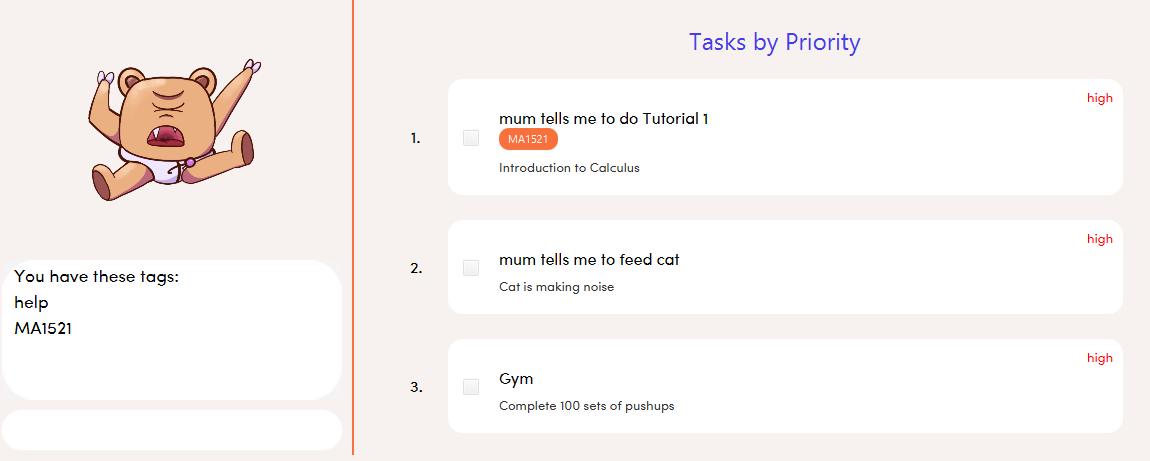 You have these tags:
help
MA1521
Tasks by Priority
high
1.
mum tells me to do Tutorial 1
MA1521
Introduction to Calculus
high
2.
mum tells me to feed cat
Cat is making noise
high
3.
Gym
Complete 100 sets of pushups